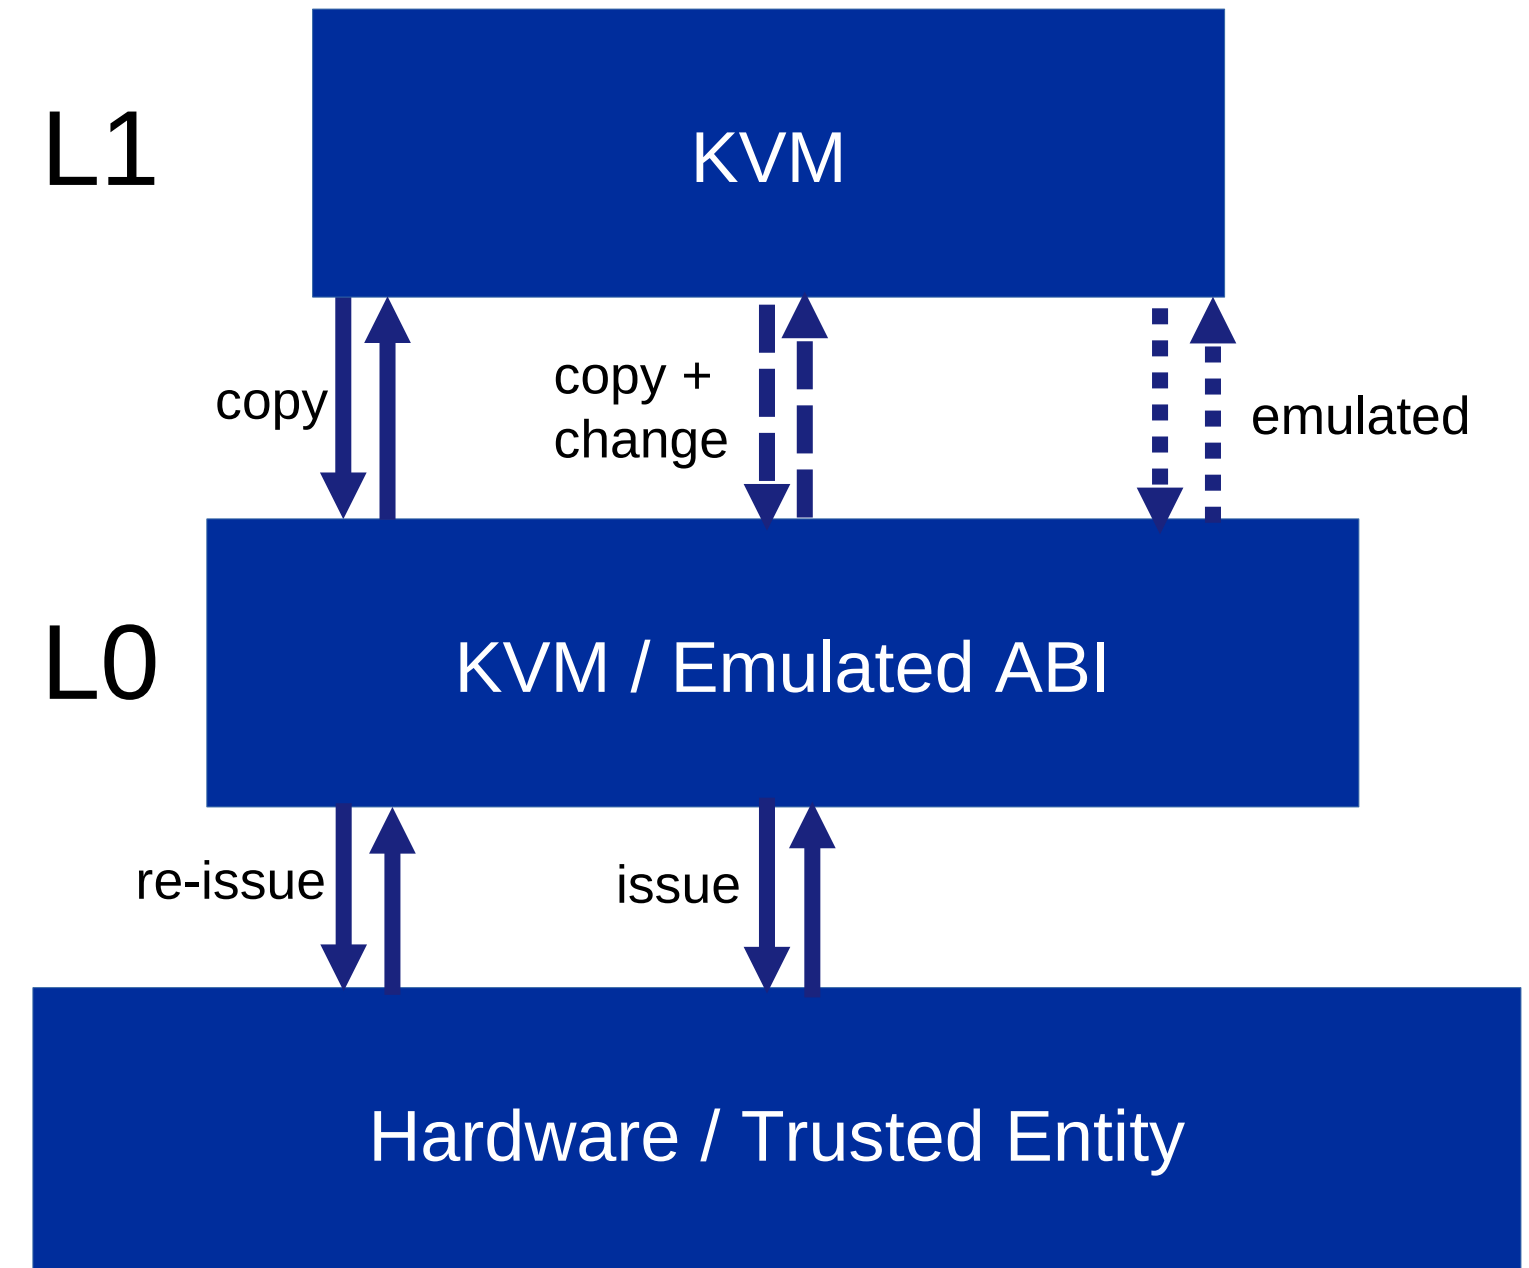 L1
KVM
copy
copy +
change
emulated
L0
KVM / Emulated ABI
re-issue
issue
Hardware / Trusted Entity